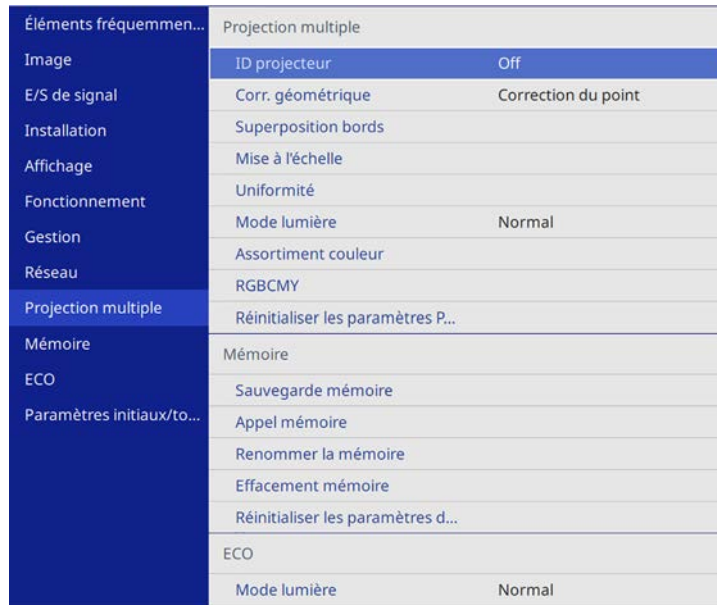 Éléments fréquemmen...
Image
E/S de signal
Installation
Affichage
Fonctionnement
Gestion
Réseau
Projection multiple
Mémoire
ECO
Paramètres initiaux/to...
Projection multiple
ID projecteur Off
Corr. géométrique Correction du point
Superposition bords
Mise à l'échelle
Uniformité
Mode lumière Normal
Assortiment couleur
RGBCMY
Réinitialiser les paramètres P...
Mémoire
Sauvegarde mémoire
Appel mémoire
Renommer la mémoire
Effacement mémoire
Réinitialiser les paramètres d...
ECO
Mode lumière Normal